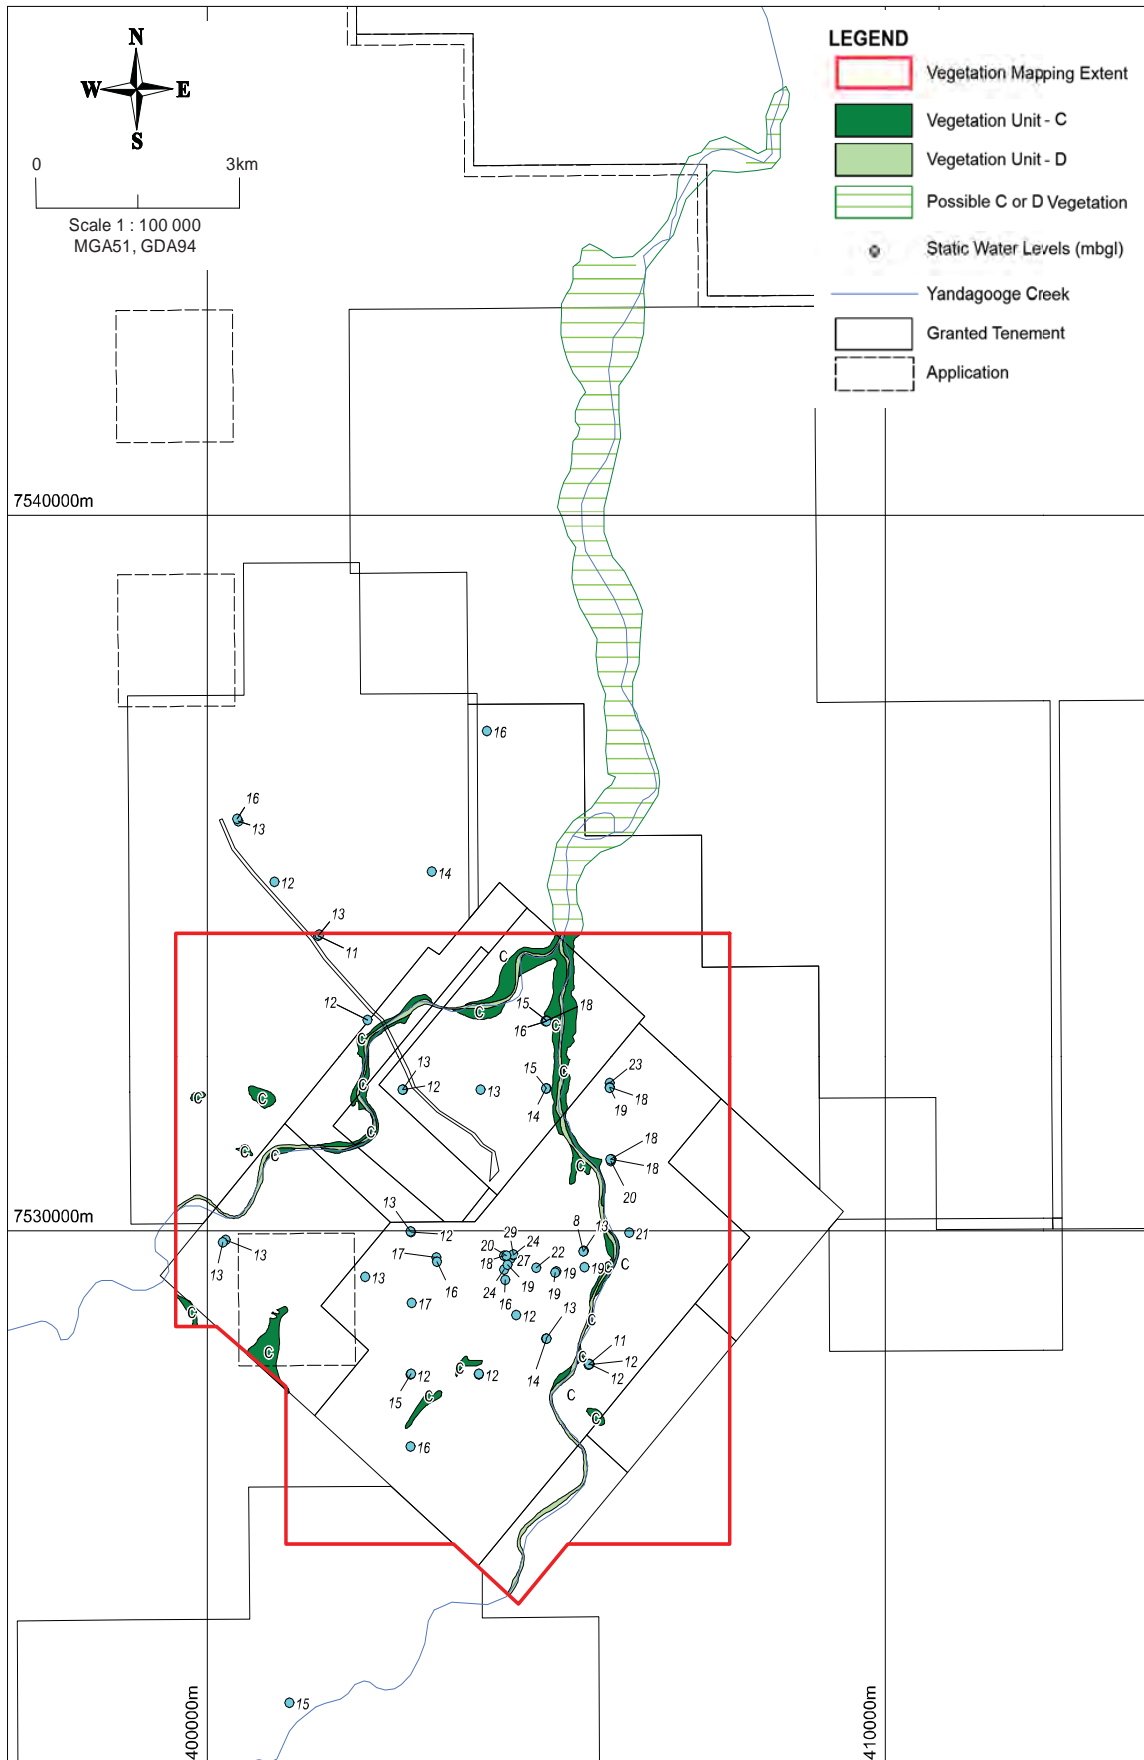 N
W E
S
0 3km
Scale 1 : 100 000
MGA51, GDA94
LEGEND
Vegetation Mapping Extent
Vegetation Unit - C
Vegetation Unit - D
Possible C or D Vegetation
Static Water Levels (mbgl)
Yandagooge Creek
Granted Tenement
Application
7540000m
16
16
13
14
12
13
11
C
12
15
18
C
16
C
C
13
23
C
15
C
12
13
18
14
19
C
C
C
18
C
C
C
18
20
7530000m
13
8
13
21
12
29
24
13
20
17
27
22
C
18
19
C
19
13
16
13
24
19
19
17
16
C
12
13
C
C
C
11
12
C
12
12
14
12
15
C
C
C
16
400000m
410000m
15